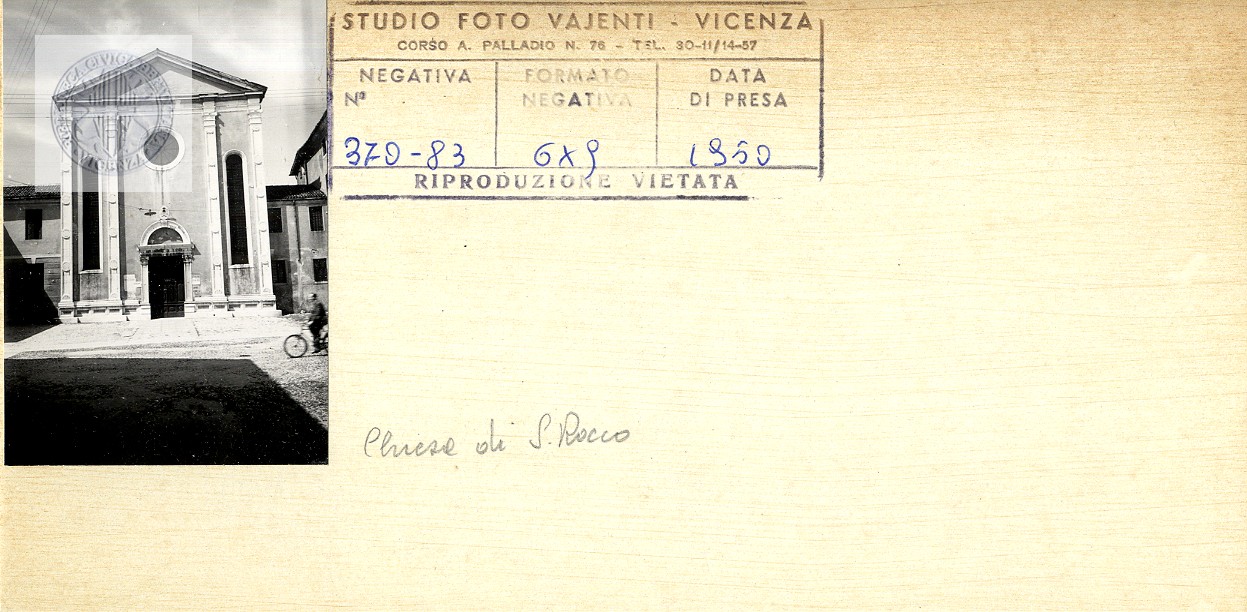 STUDIO FOTO VAJENTI - VICENZA
CORSO A. PALLADIO N. 76 - TEL. 30-11/14-57
NEGATIVA Nº
FORMATO NEGATIVA
DATA DI PRESA
370-83
6x9
1950
RIPRODUZIONE VIETATA
Chiesa di S. Rocco